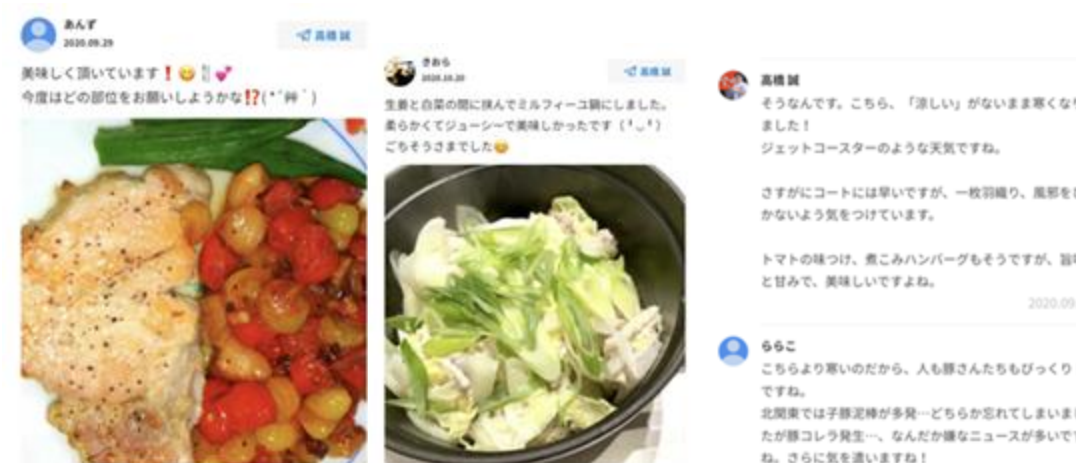 あんず
2020.09.29
高橋 誠
美味しく頂いています❗😋🍴💕
今度はどの部位をお願いしようかな⁉(*´艸｀)
きおら
2020.10.20
高橋 誠
生姜と白菜の間に挟んでミルフィーユ鍋にしました。
柔らかくてジューシーで美味しかったです（╹◡╹）
ごちそうさまでした😋
高橋 誠
そうなんです。こちら、「涼しい」がないまま寒くなり
ました！
ジェットコースターのような天気ですね。
さすがにコートには早いですが、一枚羽織り、風邪をひ
かないよう気をつけています。
トマトの味つけ、煮こみハンバーグもそうですが、旨味
と甘みで、美味しいですよね。
2020.09
ららこ
こちらより寒いのだから、人も豚さんたちもびっくり
ですね。
北関東では子豚泥棒が多発…どちらか忘れてしまいまし
たが豚コレラ発生…、なんだか嫌なニュースが多いです
ね。さらに気を遣いますね！